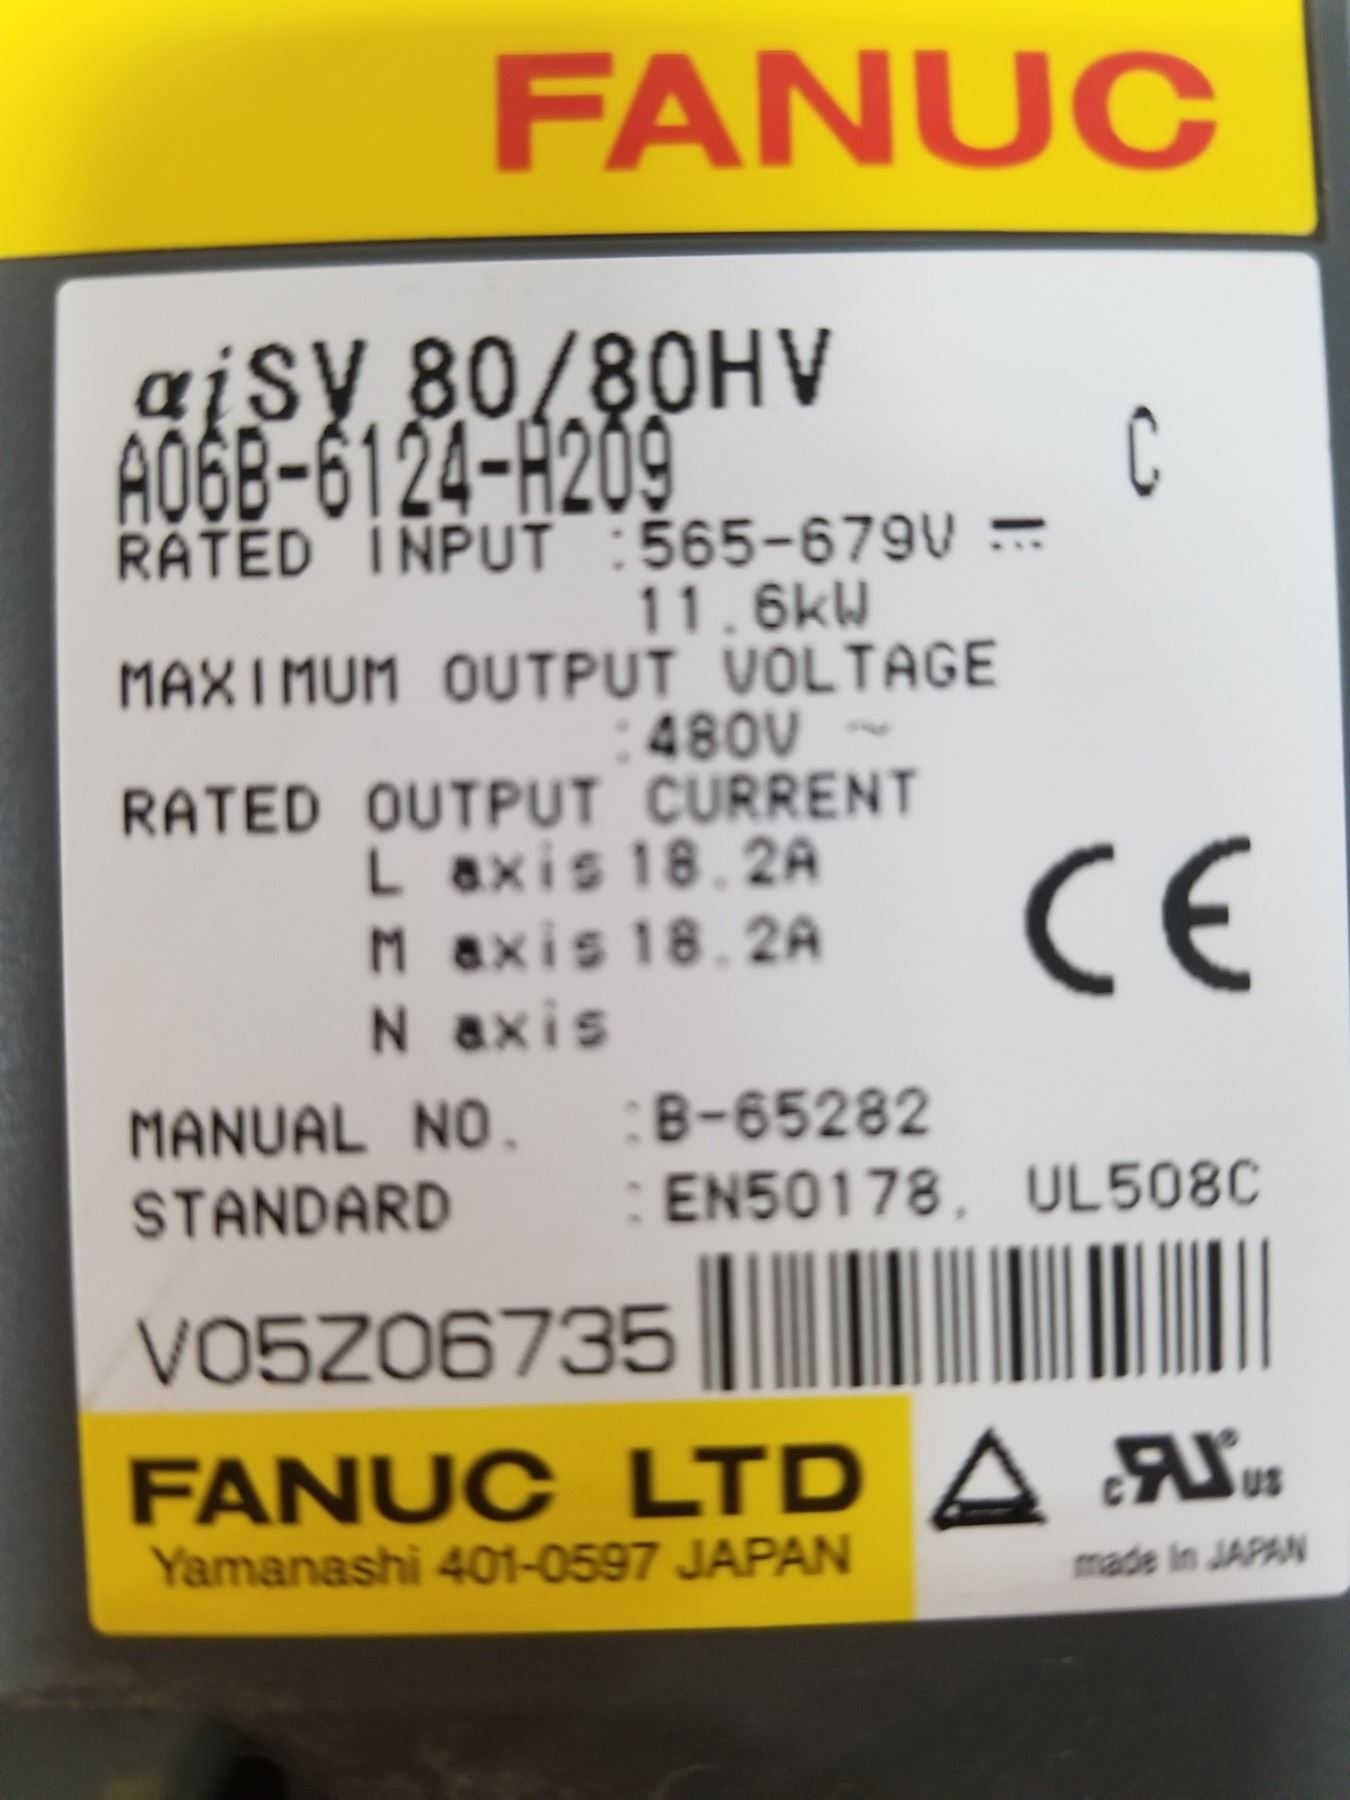 FANUC
αiSV 80/80HV
A06B-6124-H209 C
RATED INPUT :565-679V ⎓
11.6kW
MAXIMUM OUTPUT VOLTAGE
:480V ~
RATED OUTPUT CURRENT
L axis 18.2A
M axis 18.2A
N axis
CE
MANUAL NO. :B-65282
STANDARD :EN50178, UL508C
V05Z06735
FANUC LTD
Yamanashi 401-0597 JAPAN
c RU® US
made In JAPAN